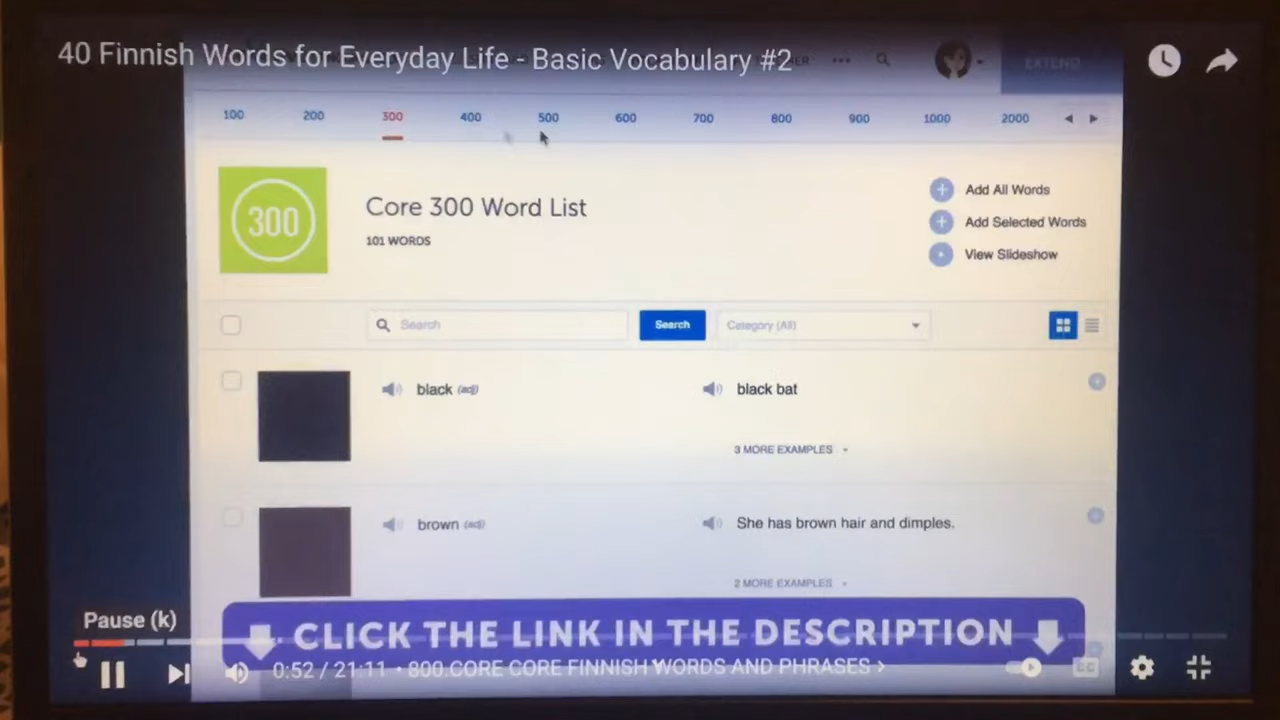 40 Finnish Words for Everyday Life - Basic Vocabulary #2
EXTEND
100 200 300 400 500 600 700 800 900 1000 2000
300
Core 300 Word List
101 WORDS
Add All Words
Add Selected Words
View Slideshow
Search
Search
Category (All)
black (adj)
black bat
3 MORE EXAMPLES
brown (adj)
She has brown hair and dimples.
2 MORE EXAMPLES
Pause (k)
CLICK THE LINK IN THE DESCRIPTION
0:52 / 21:11 • 800 CORE CORE FINNISH WORDS AND PHRASES >
CC